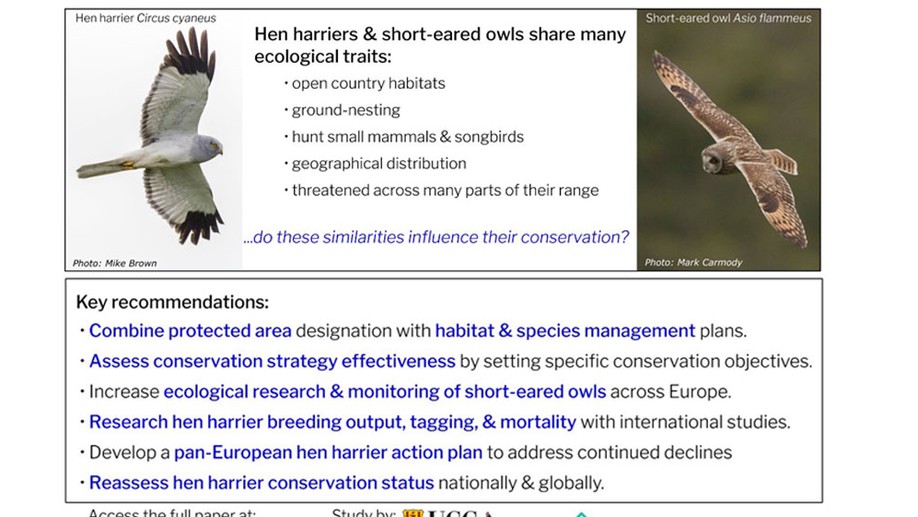 Hen harrier Circus cyaneus
Hen harriers & short-eared owls share many
ecological traits:
· open country habitats
· ground-nesting
· hunt small mammals & songbirds
· geographical distribution
· threatened across many parts of their range
...do these similarities influence their conservation?
Photo: Mike Brown
Short-eared owl Asio flammeus
Photo: Mark Carmody
Key recommendations:
· Combine protected area designation with habitat & species management plans.
· Assess conservation strategy effectiveness by setting specific conservation objectives.
· Increase ecological research & monitoring of short-eared owls across Europe.
· Research hen harrier breeding output, tagging, & mortality with international studies.
· Develop a pan-European hen harrier action plan to address continued declines
· Reassess hen harrier conservation status nationally & globally.
Access the full paper at:
Study by: UCC